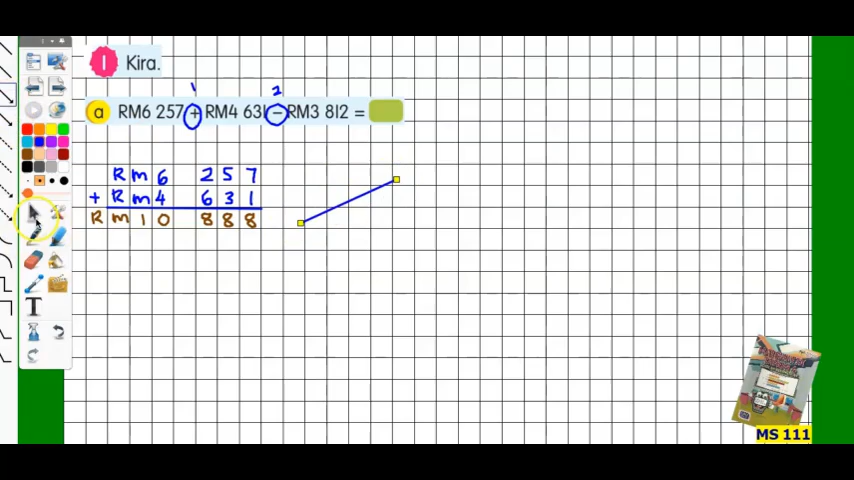 1 Kira.
1 2
a RM6 257 + RM4 631 − RM3 812 =
Rm6 257
+ Rm4 631
Rm10 888
T
MS 111